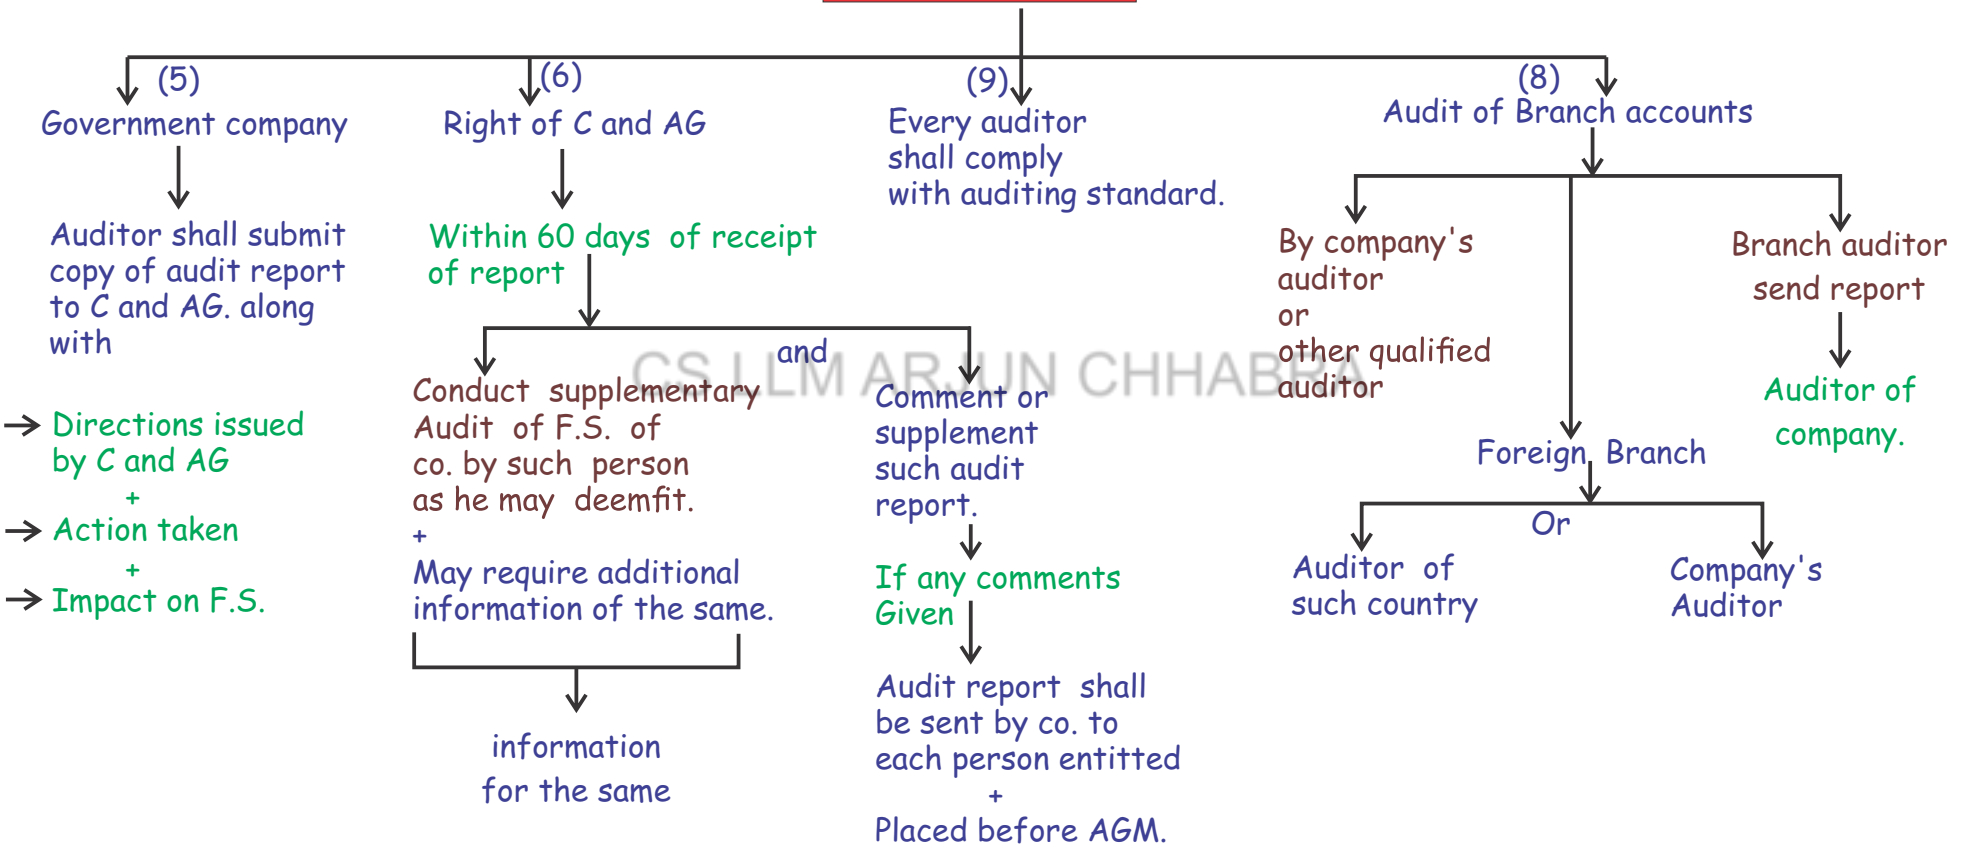 (5)
Government company
Auditor shall submit
copy of audit report
to C and AG. along
with
Directions issued
by C and AG
+
Action taken
+
Impact on F.S.
(6)
Right of C and AG
Within 60 days of receipt
of report
and
Conduct supplementary
Audit of F.S. of
co. by such person
as he may deemfit.
+
May require additional
information of the same.
information
for the same
Comment or
supplement
such audit
report.
If any comments
Given
Audit report shall
be sent by co. to
each person entitted
+
Placed before AGM.
(9)
Every auditor
shall comply
with auditing standard.
(8)
Audit of Branch accounts
By company's
auditor
or
other qualified
auditor
Foreign Branch
Or
Auditor of
such country
Company's
Auditor
Branch auditor
send report
Auditor of
company.
CS LLM ARJUN CHHABRA